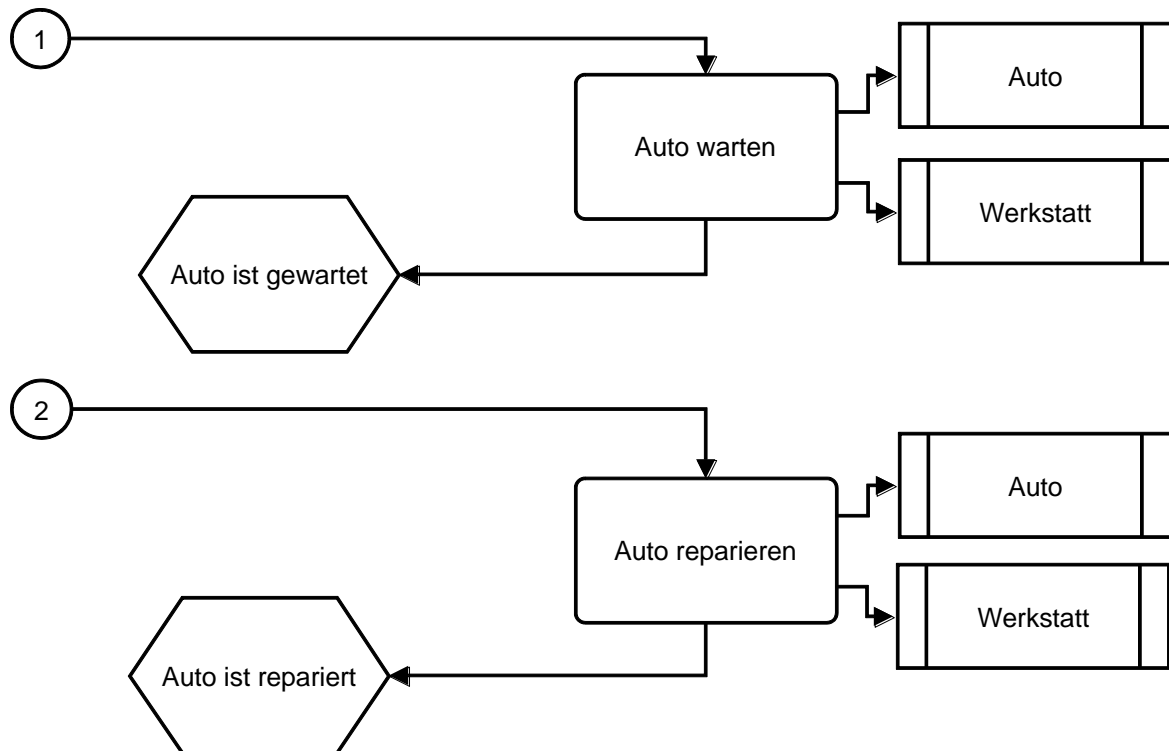 1
Auto
Auto warten
Werkstatt
Auto ist gewartet
2
Auto
Auto reparieren
Werkstatt
Auto ist repariert